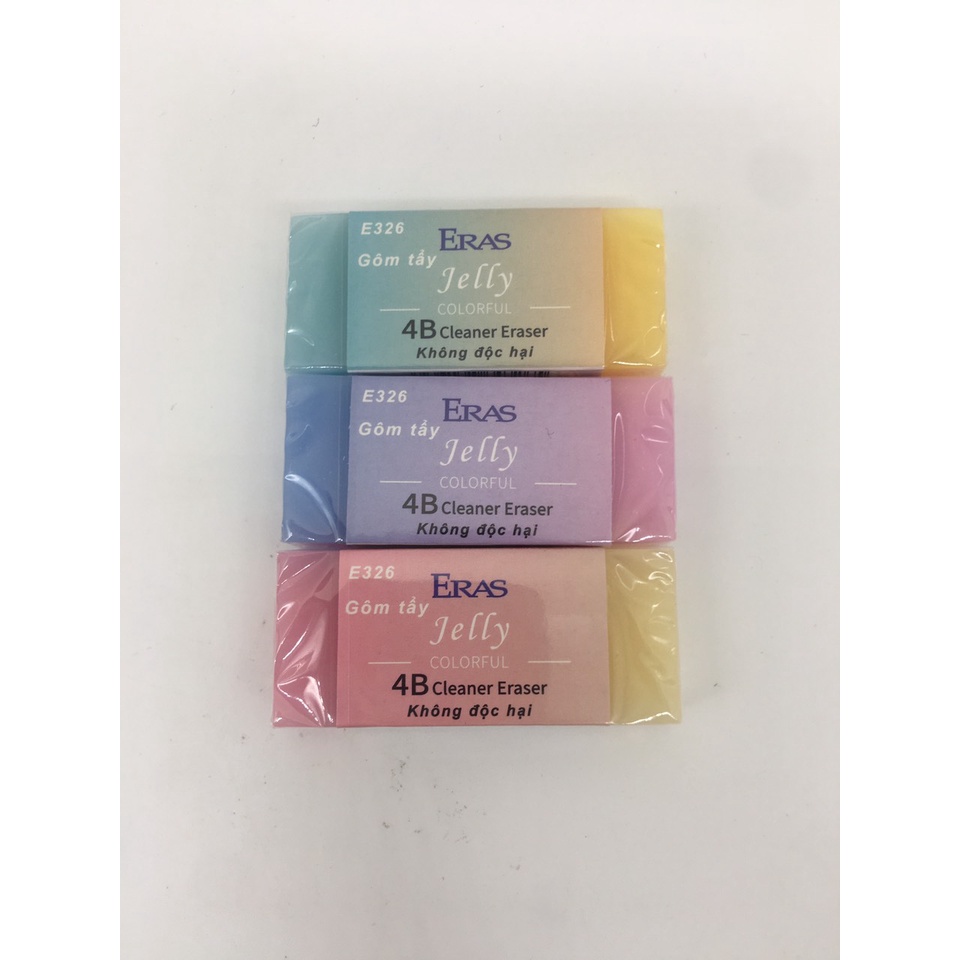 E326
ERAS
Gôm tẩy
Jelly
COLORFUL
4B Cleaner Eraser
Không độc hại
E326
ERAS
Gôm tẩy
Jelly
COLORFUL
4B Cleaner Eraser
Không độc hại
E326
ERAS
Gôm tẩy
Jelly
COLORFUL
4B Cleaner Eraser
Không độc hại